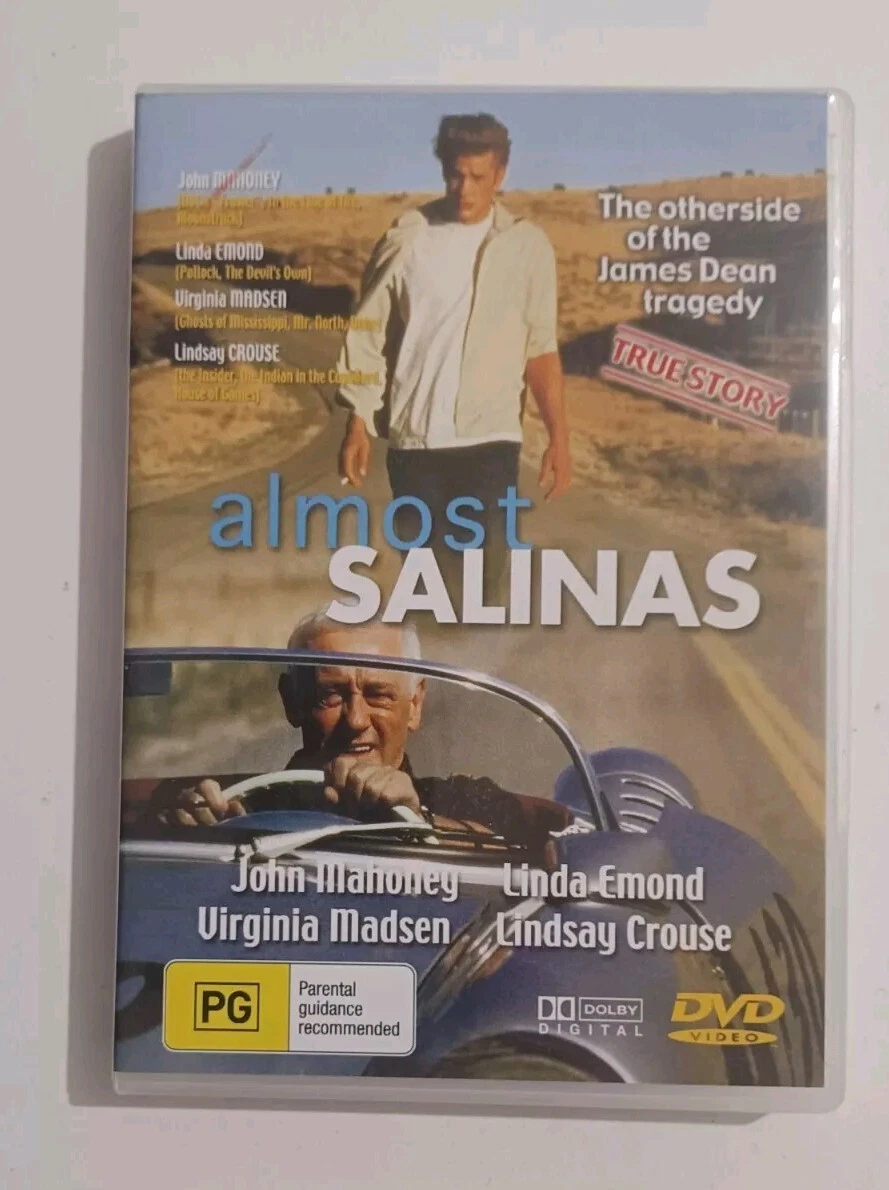 John MAHONEY
Moonstruck)
Linda EMOND
(Pollock, The Devil's Own)
Virginia MADSEN
(Ghosts of Mississippi, Mr. North,
Lindsay CROUSE
(the Insider, the Indian in the Cupboard,
House of Games)
The otherside
of the
James Dean
tragedy
TRUE STORY
almost
SALINAS
John Mahoney Linda Emond
Virginia Madsen Lindsay Crouse
PG
Parental
guidance
recommended
DOLBY
DIGITAL
DVD
VIDEO